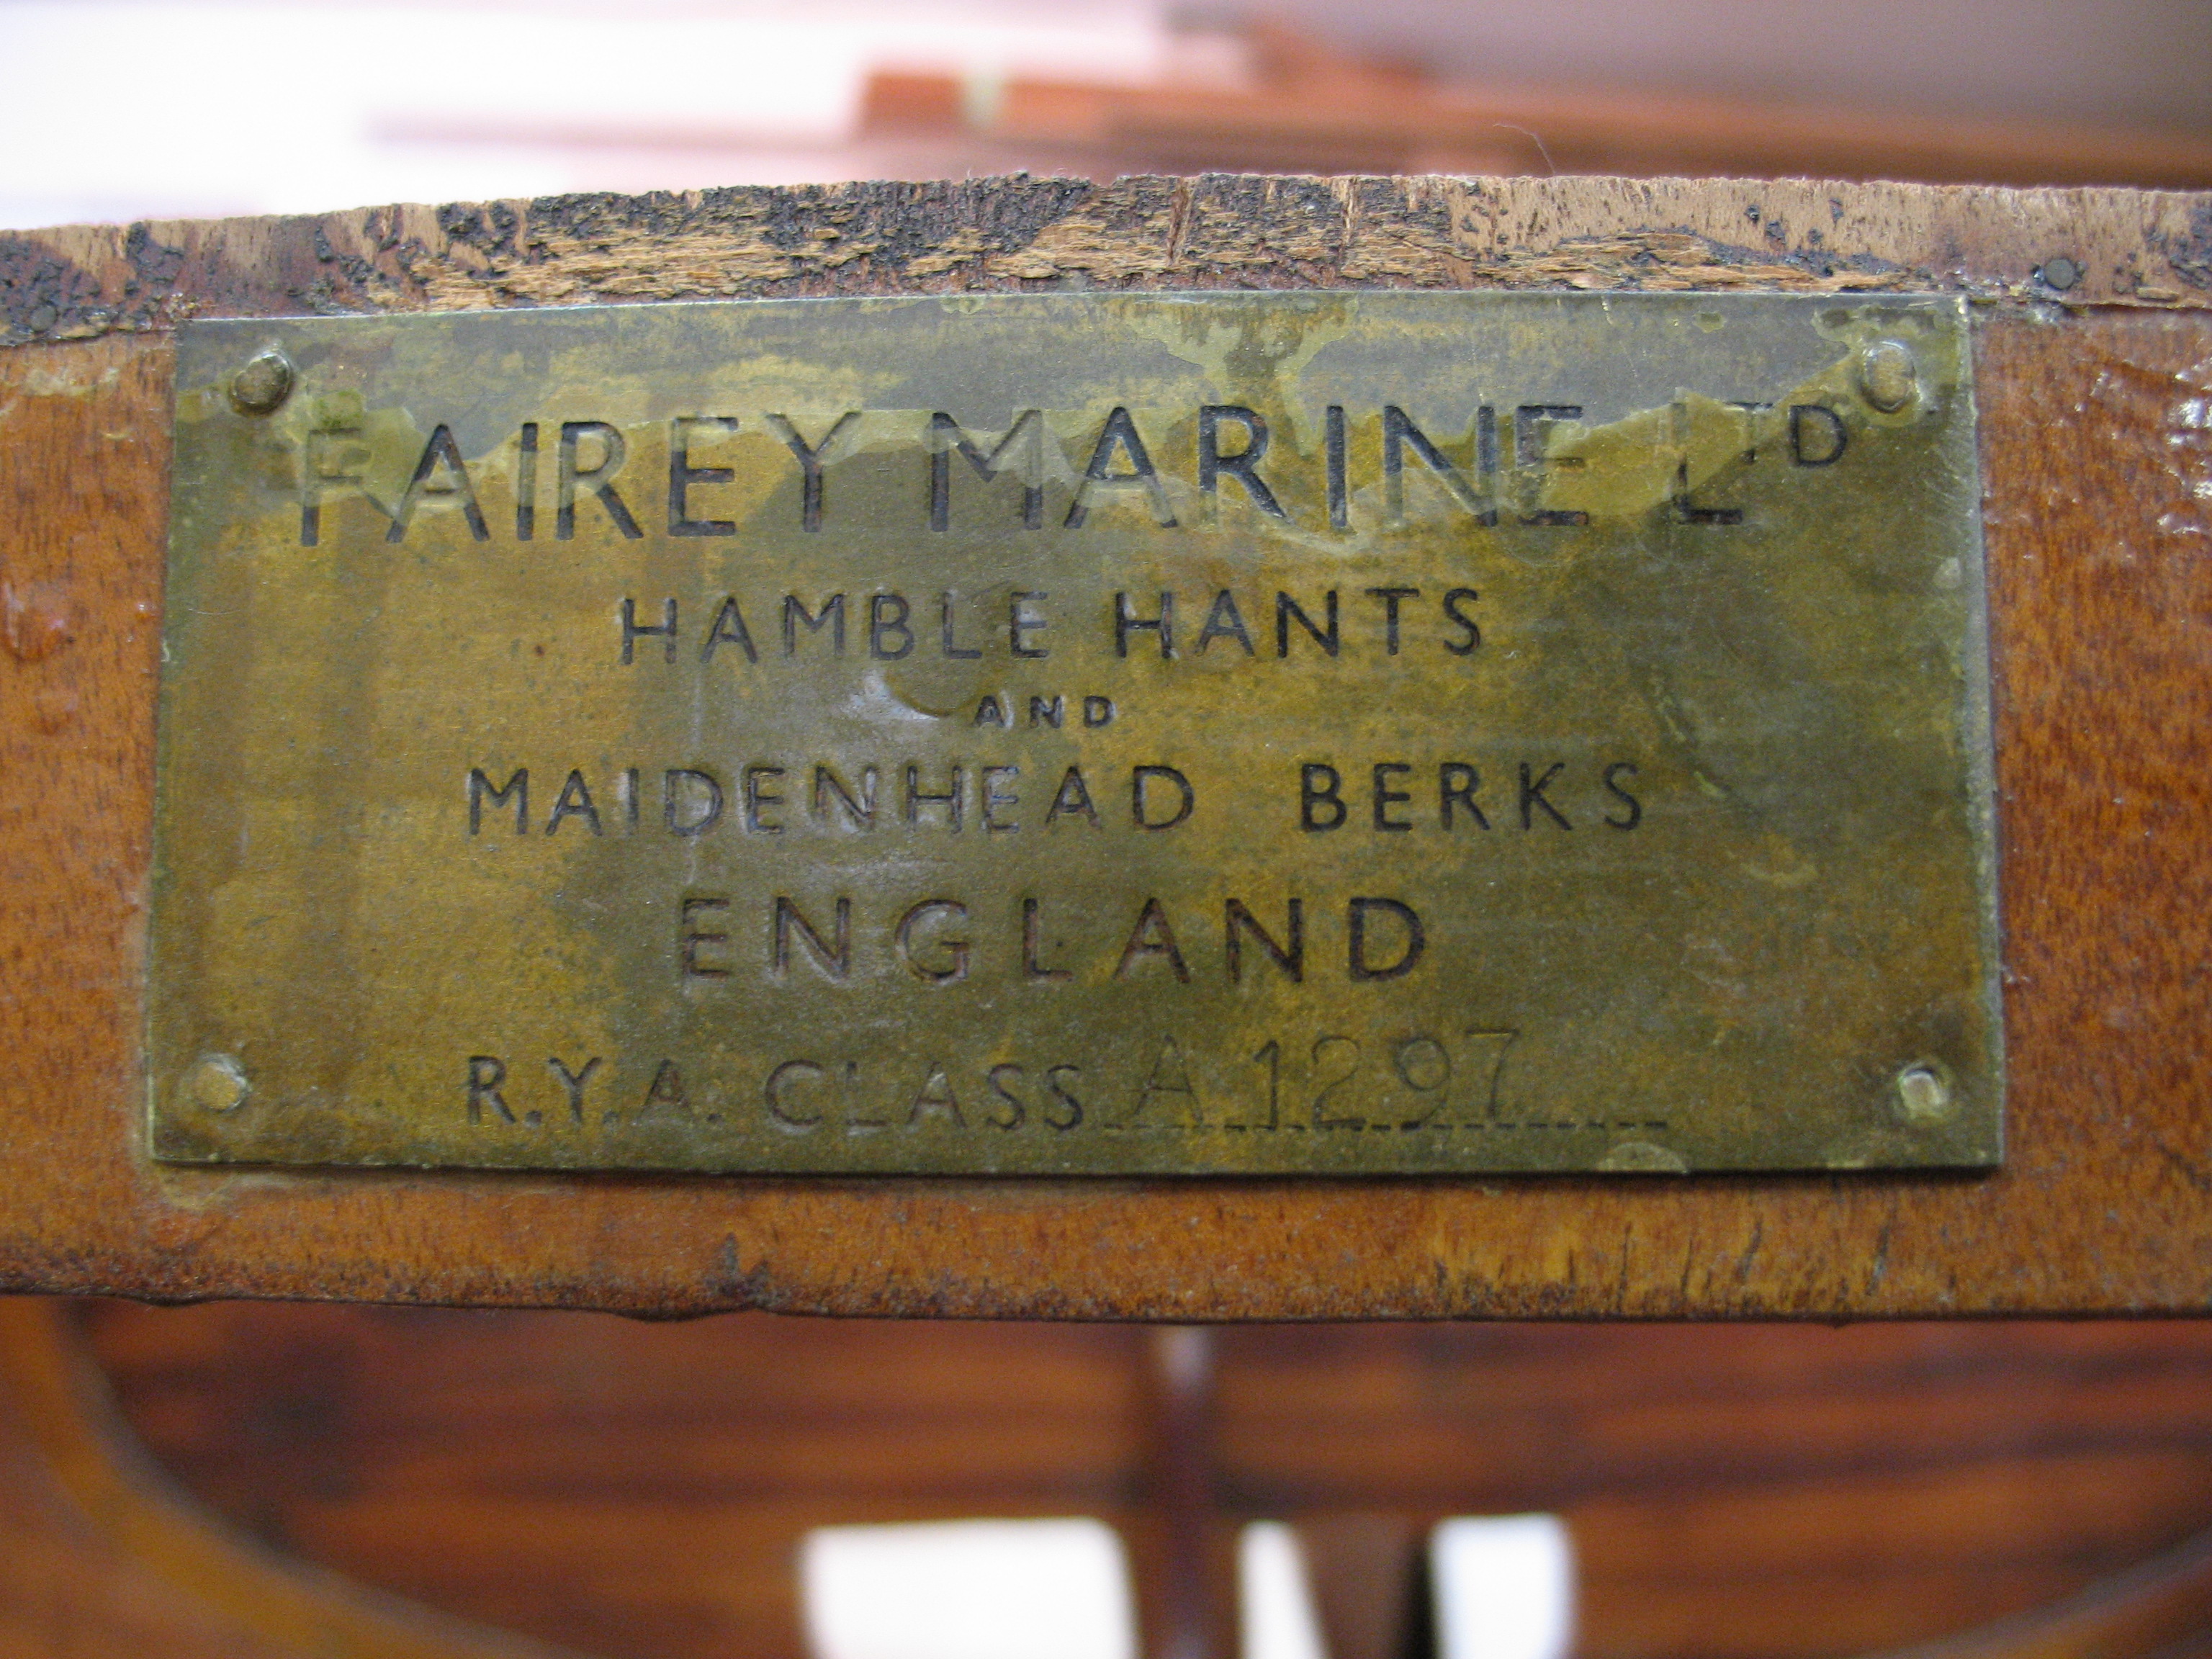 FAIREY MARINE LTD
HAMBLE HANTS
AND
MAIDENHEAD BERKS
ENGLAND
R.Y.A. CLASS A 1297